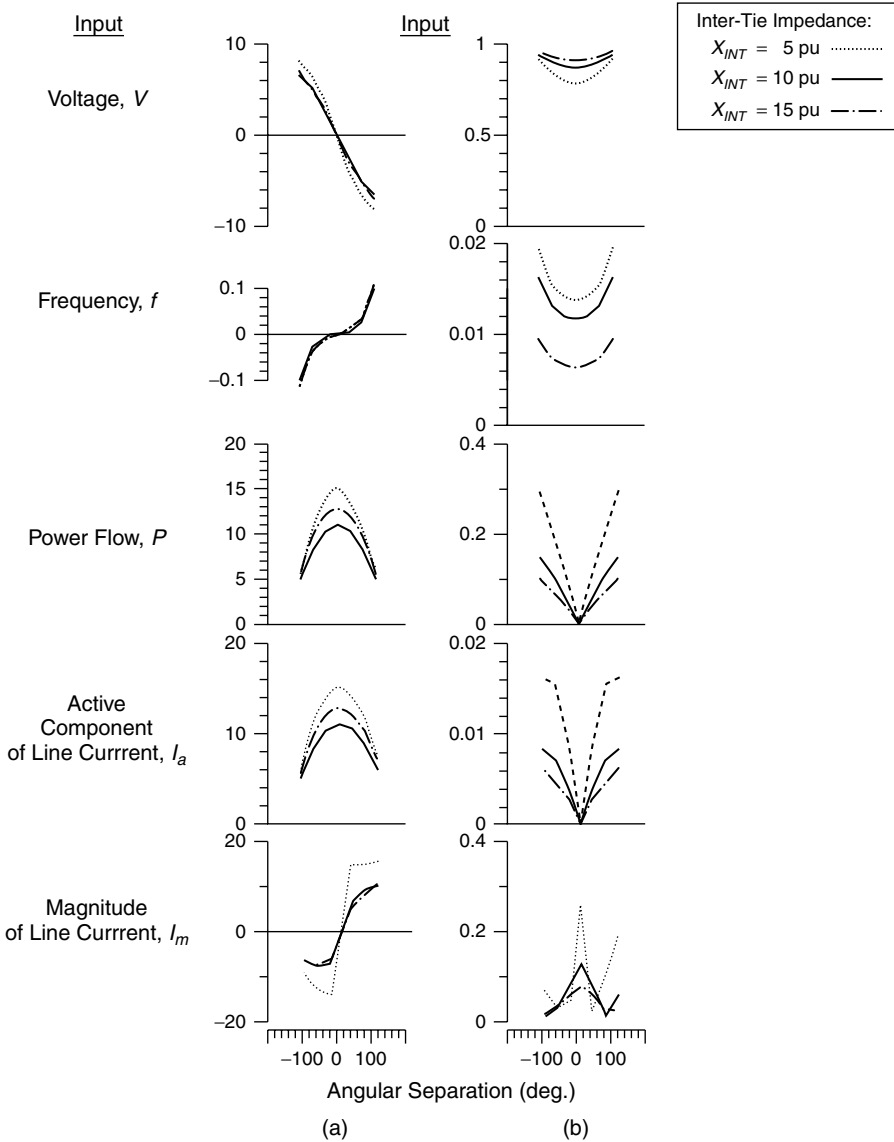 Input
Input
Inter-Tie Impedance:
X_INT = 5 pu
X_INT = 10 pu
X_INT = 15 pu
Voltage, V
10
0
−10
1
0.5
0
Frequency, f
0.1
0
−0.1
0.02
0.01
0
Power Flow, P
20
15
10
5
0
0.4
0.2
0
Active
Component
of Line Currrent, I_a
20
10
0
0.02
0.01
0
Magnitude
of Line Currrent, I_m
20
0
−20
0.4
0.2
0
−100 0 100
−100 0 100
Angular Separation (deg.)
(a)
(b)